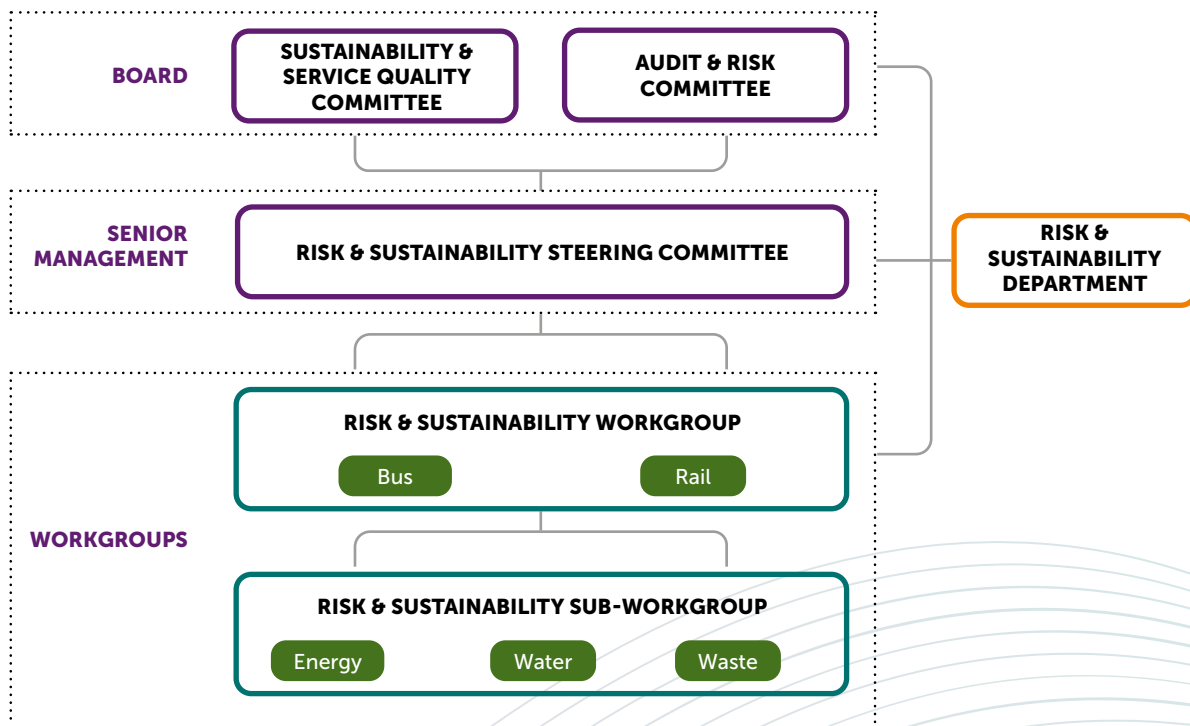 BOARD
SUSTAINABILITY &
SERVICE QUALITY
COMMITTEE
AUDIT & RISK
COMMITTEE
SENIOR
MANAGEMENT
RISK & SUSTAINABILITY STEERING COMMITTEE
RISK &
SUSTAINABILITY
DEPARTMENT
WORKGROUPS
RISK & SUSTAINABILITY WORKGROUP
Bus
Rail
RISK & SUSTAINABILITY SUB-WORKGROUP
Energy
Water
Waste